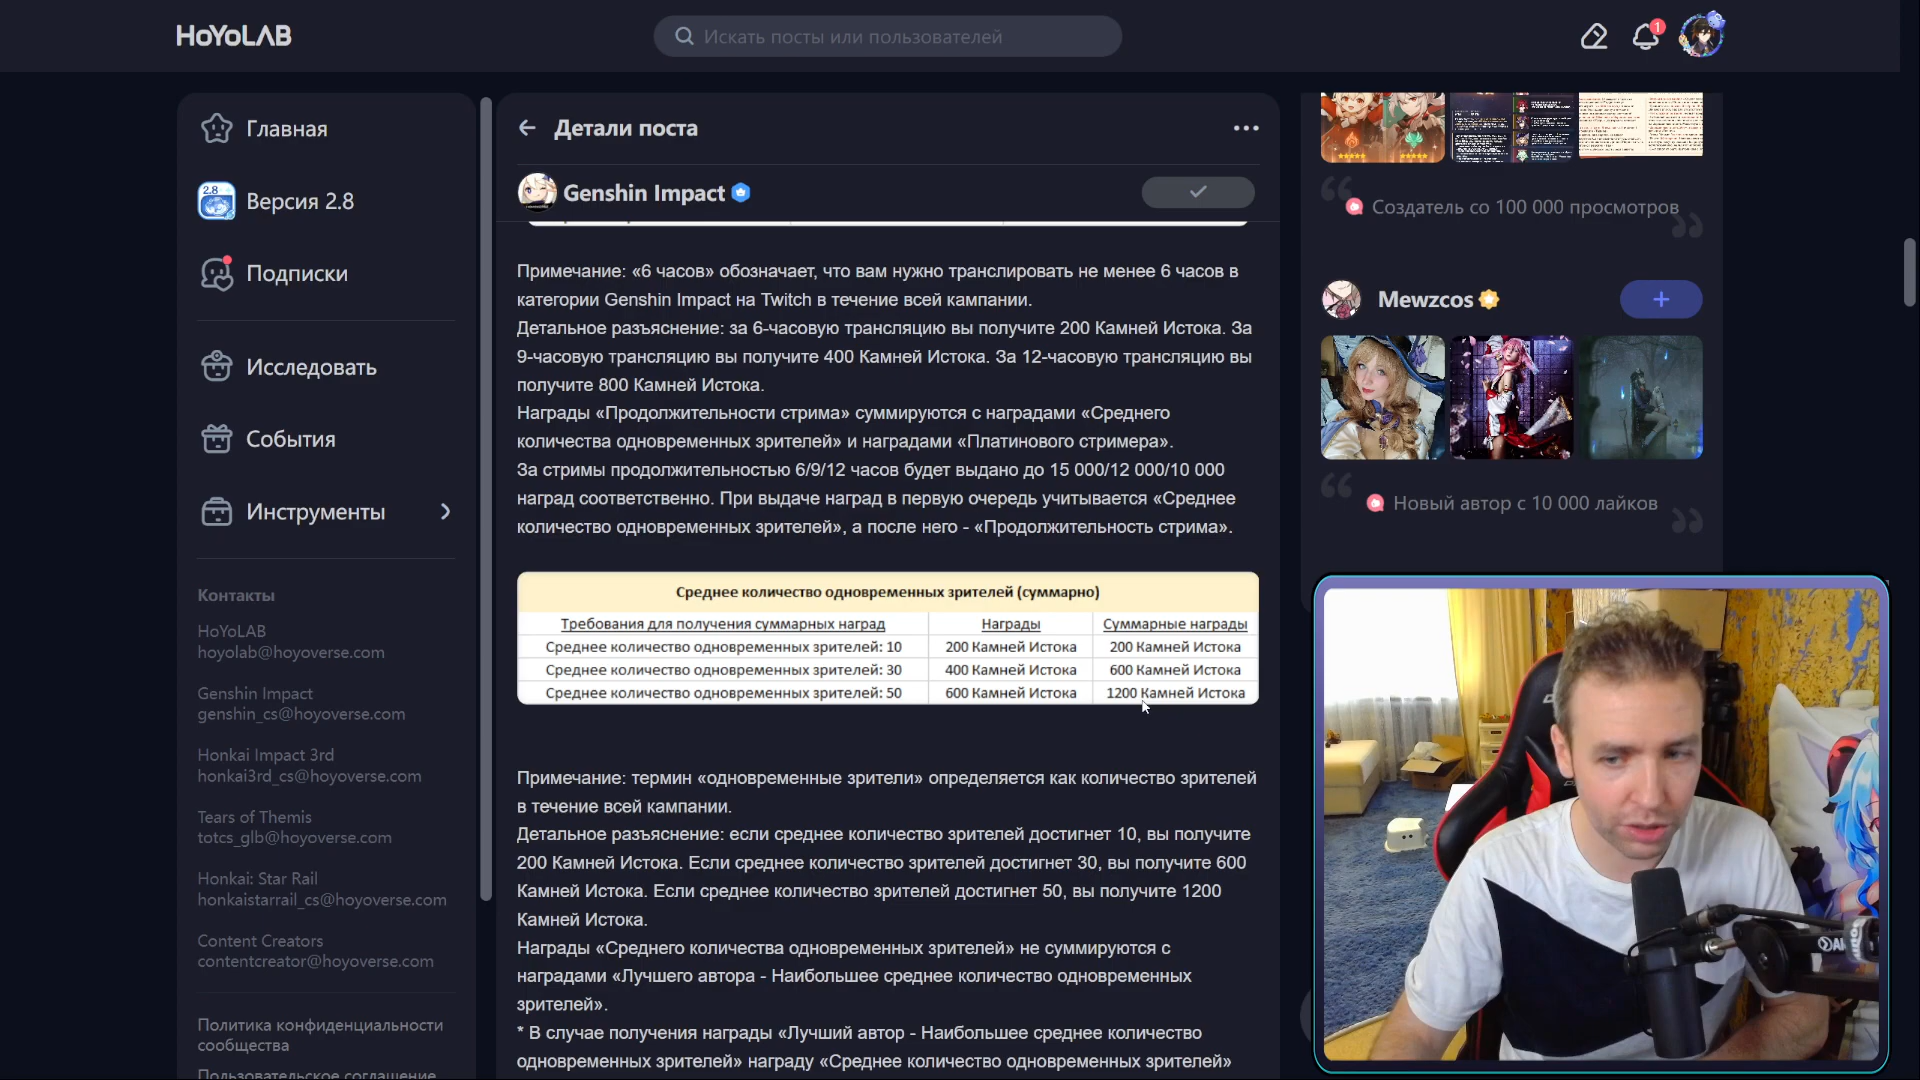 HoYoLAB
Искать посты или пользователей
1
Главная
2.8
Версия 2.8
Подписки
Исследовать
События
Инструменты
Контакты
HoYoLAB
hoyolab@hoyoverse.com
Genshin Impact
genshin_cs@hoyoverse.com
Honkai Impact 3rd
honkai3rd_cs@hoyoverse.com
Tears of Themis
totcs_glb@hoyoverse.com
Honkai: Star Rail
honkaistarrail_cs@hoyoverse.com
Content Creators
contentcreator@hoyoverse.com
Политика конфиденциальности
сообщества
Пользовательское соглашение
Детали поста
Genshin Impact
Примечание: «6 часов» обозначает, что вам нужно транслировать не менее 6 часов в
категории Genshin Impact на Twitch в течение всей кампании.
Детальное разъяснение: за 6-часовую трансляцию вы получите 200 Камней Истока. За
9-часовую трансляцию вы получите 400 Камней Истока. За 12-часовую трансляцию вы
получите 800 Камней Истока.
Награды «Продолжительности стрима» суммируются с наградами «Среднего
количества одновременных зрителей» и наградами «Платинового стримера».
За стримы продолжительностью 6/9/12 часов будет выдано до 15 000/12 000/10 000
наград соответственно. При выдаче наград в первую очередь учитывается «Среднее
количество одновременных зрителей», а после него - «Продолжительность стрима».
Среднее количество одновременных зрителей (суммарно)
Требования для получения суммарных наград Награды Суммарные награды
Среднее количество одновременных зрителей: 10 200 Камней Истока 200 Камней Истока
Среднее количество одновременных зрителей: 30 400 Камней Истока 600 Камней Истока
Среднее количество одновременных зрителей: 50 600 Камней Истока 1200 Камней Истока
Примечание: термин «одновременные зрители» определяется как количество зрителей
в течение всей кампании.
Детальное разъяснение: если среднее количество зрителей достигнет 10, вы получите
200 Камней Истока. Если среднее количество зрителей достигнет 30, вы получите 600
Камней Истока. Если среднее количество зрителей достигнет 50, вы получите 1200
Камней Истока.
Награды «Среднего количества одновременных зрителей» не суммируются с
наградами «Лучшего автора - Наибольшее среднее количество одновременных
зрителей».
* В случае получения награды «Лучший автор - Наибольшее среднее количество
одновременных зрителей» награду «Среднее количество одновременных зрителей»
Создатель со 100 000 просмотров
Mewzcos
Новый автор с 10 000 лайков